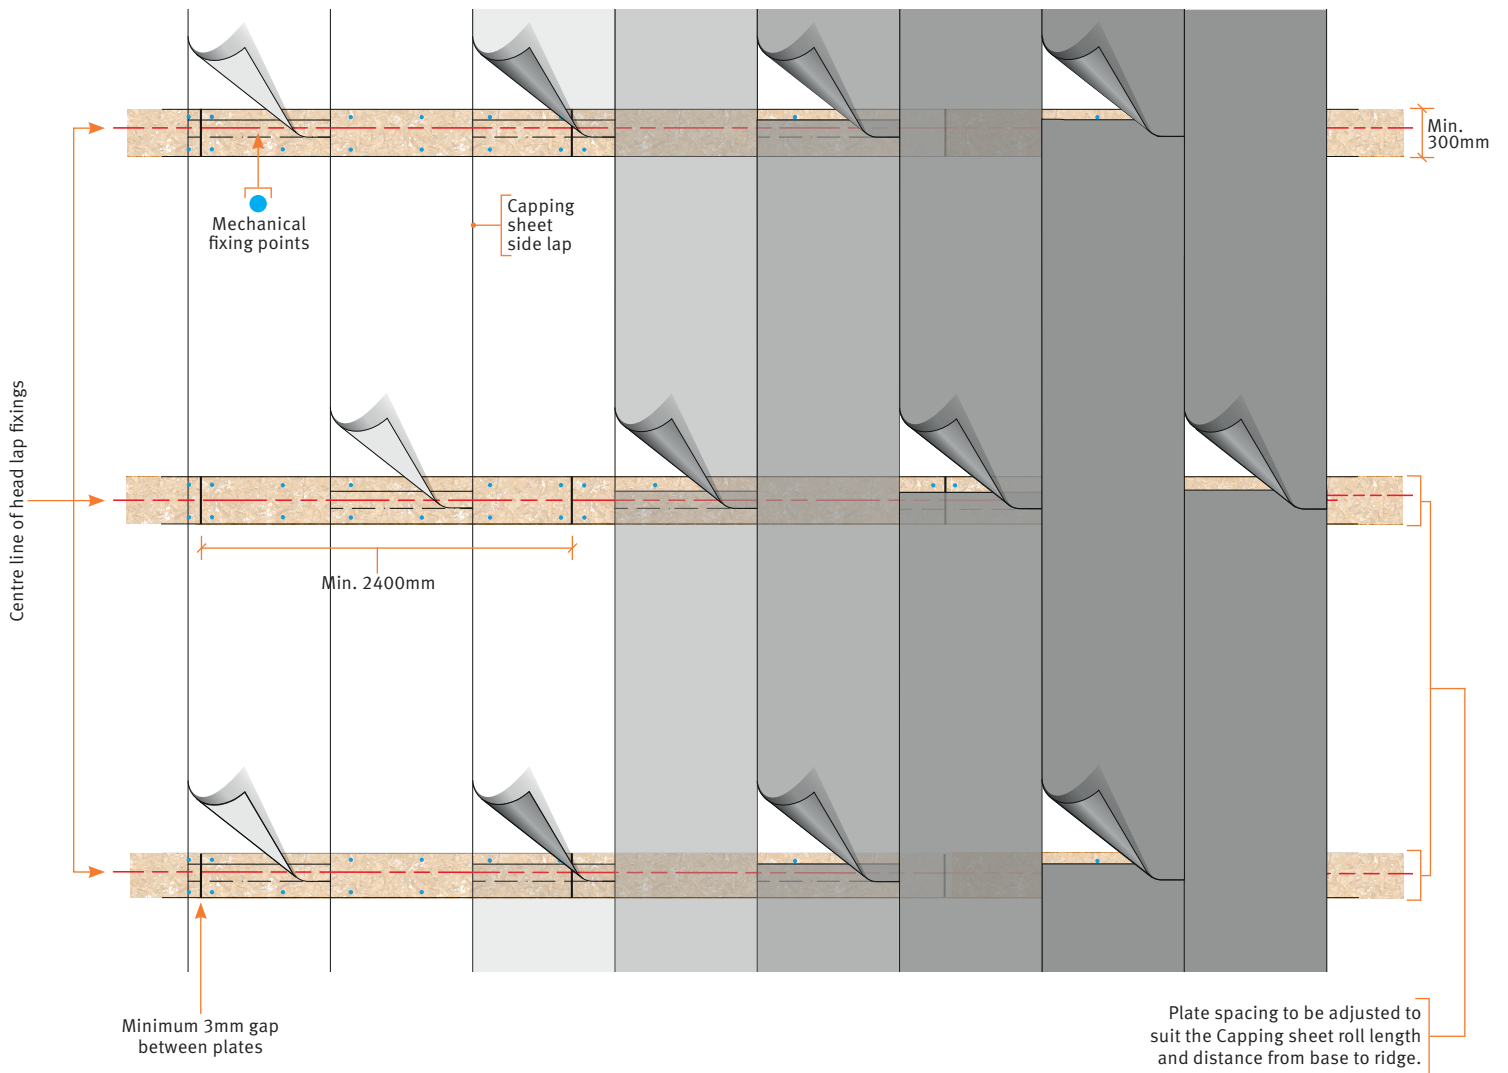 Min.
300mm
Mechanical
fixing points
Capping
sheet
side lap
Centre line of head lap fixings
Min. 2400mm
Minimum 3mm gap
between plates
Plate spacing to be adjusted to
suit the Capping sheet roll length
and distance from base to ridge.